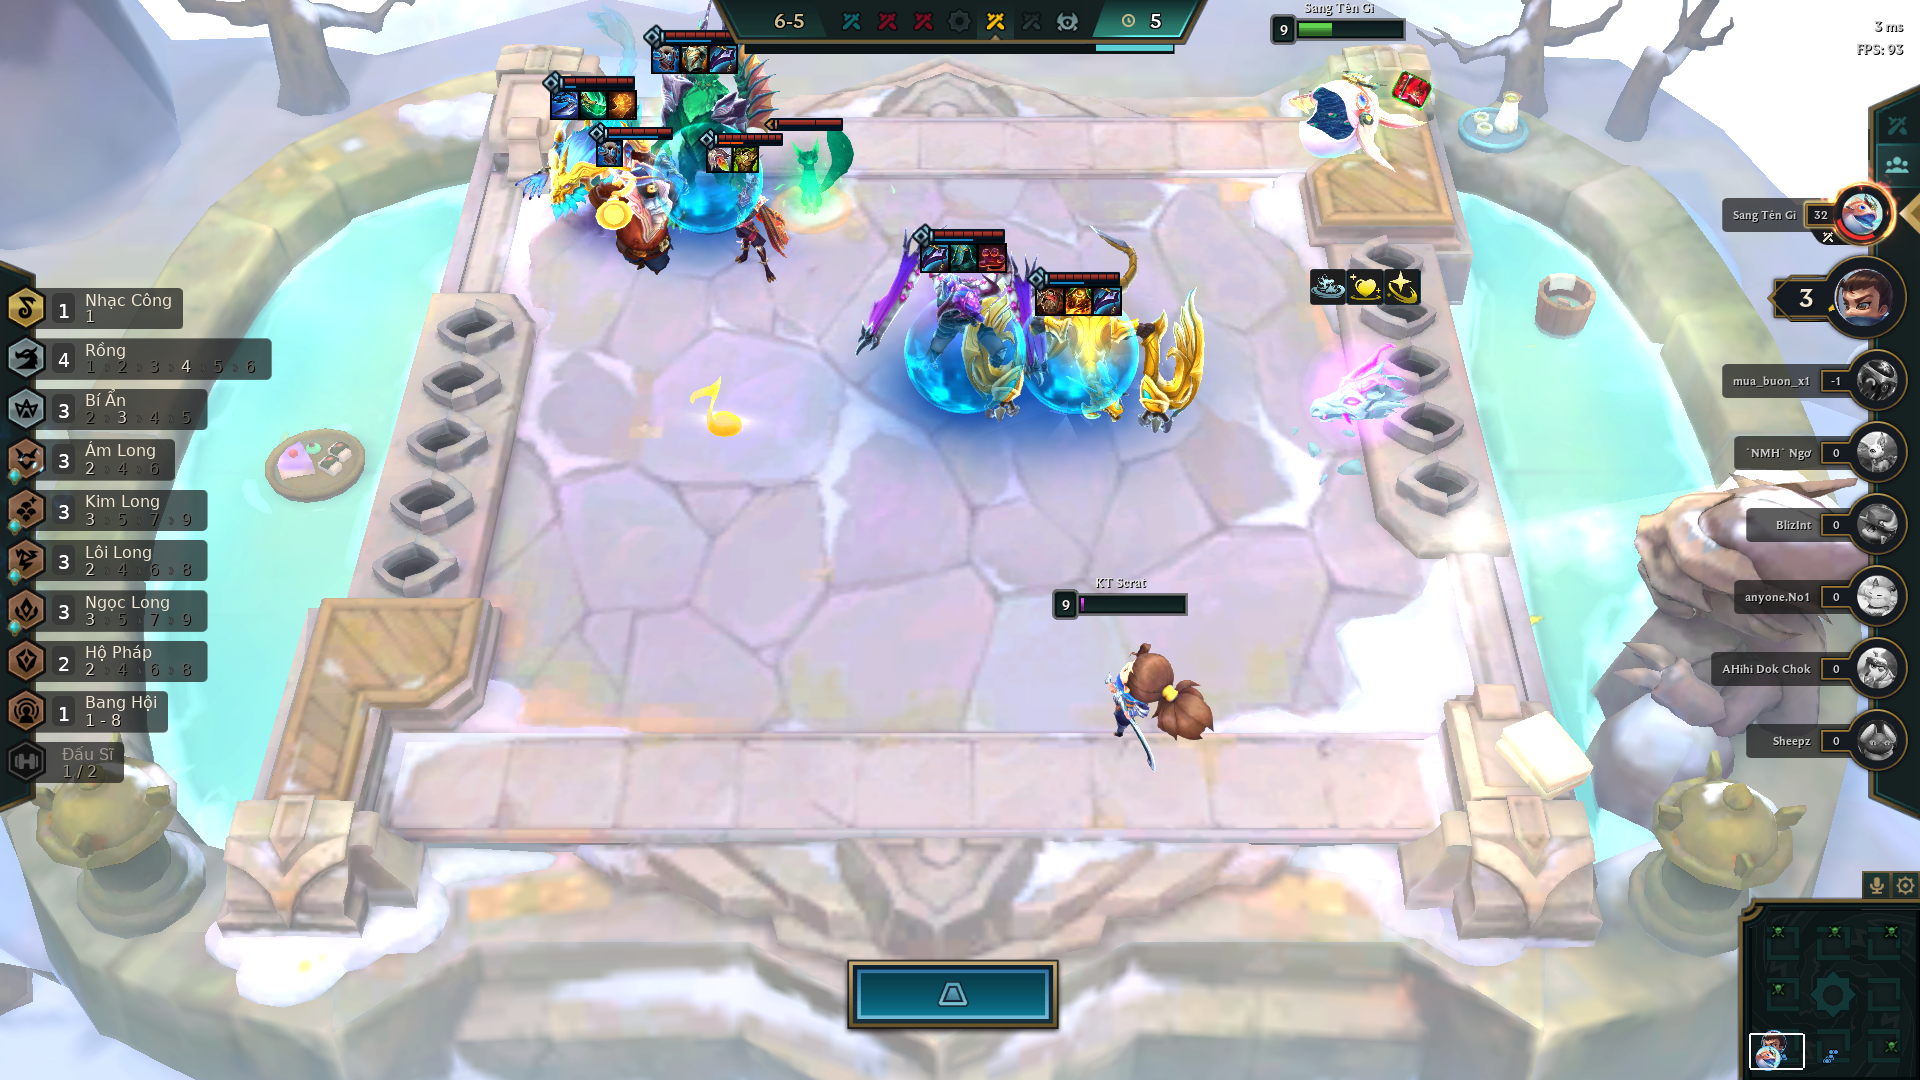 6-5
5
Sang Tên Gì
9
3 ms
FPS: 93
1
Nhạc Công
1
4
Rồng
1 2 3 4 5 6
3
Bí Ẩn
2 3 4 5
3
Ám Long
2 4 6
3
Kim Long
3 5 7 9
3
Lôi Long
2 4 6 8
3
Ngọc Long
3 5 7 9
2
Hộ Pháp
2 4 6 8
1
Bang Hội
1 - 8
Đấu Sĩ
1 / 2
KT Scrat
9
Sang Tên Gì 32
3
mua_buon_x1 -1
`NMH` Ngơ 0
BlizInt 0
anyone.No1 0
AHihi Dok Chok 0
Sheepz 0